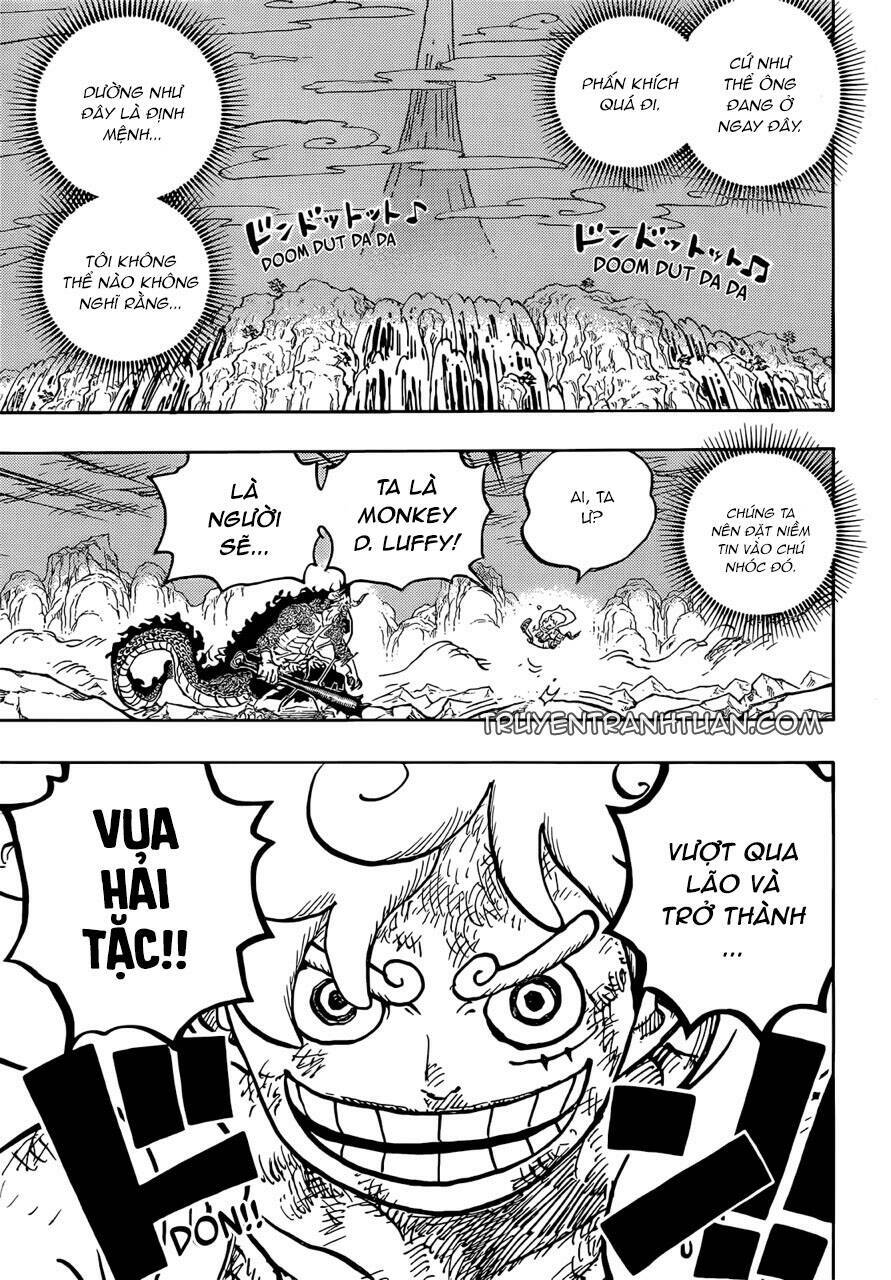 CỨ NHƯ
THỂ ÔNG
ĐANG Ở
NGAY ĐÂY.
PHẤN KHÍCH
QUÁ ĐI.
DƯỜNG NHƯ
ĐÂY LÀ ĐỊNH
MỆNH...
TÔI KHÔNG
THỂ NÀO KHÔNG
NGHĨ RẰNG...
ドンドットット♪
DOOM DUT DA DA
ドンドットット♫
DOOM DUT DA DA
CHÚNG TA
NÊN ĐẶT NIỀM
TIN VÀO CHÚ
NHÓC ĐÓ.
AI, TA
Ư?
TA LÀ
MONKEY
D. LUFFY!
LÀ
NGƯỜI
SẼ...
TRUYENTRANHTUAN.COM
VƯỢT QUA
LÃO VÀ
TRỞ THÀNH
...
VUA
HẢI
TẶC!!
ドン
DON!!